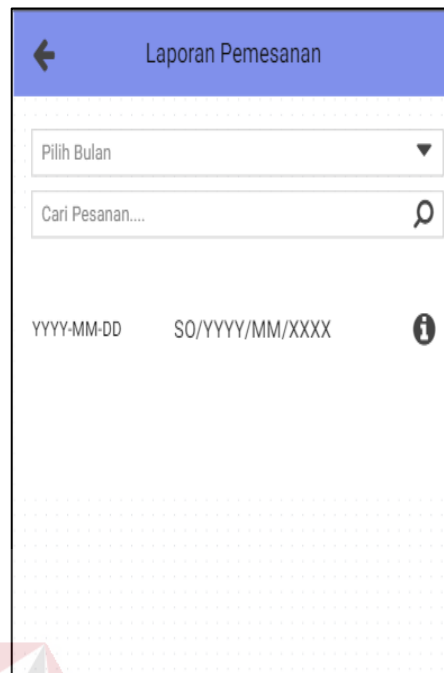 Laporan Pemesanan
Pilih Bulan
Cari Pesanan....
YYYY-MM-DD SO/YYYY/MM/XXXX